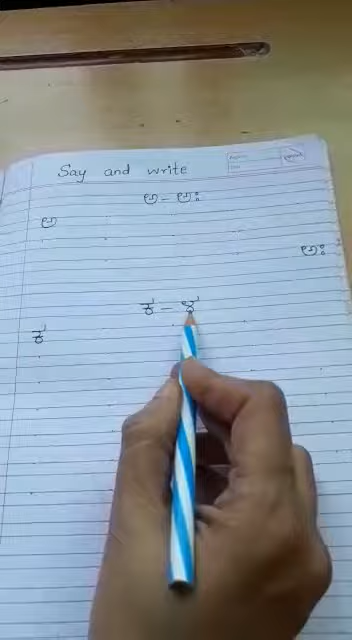 Say and write
ಅ - ಅಃ
ಅ
ಅಃ
ಕ - ಳ
ಕ